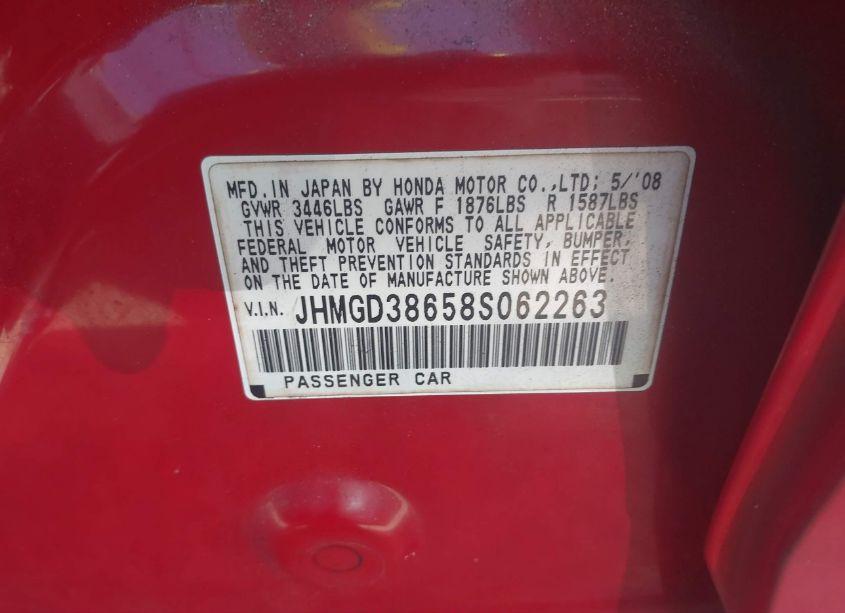 MFD.IN JAPAN BY HONDA MOTOR CO.,LTD; 5/'08
GVWR 3446LBS GAWR F 1876LBS R 1587LBS
THIS VEHICLE CONFORMS TO ALL APPLICABLE
FEDERAL MOTOR VEHICLE SAFETY, BUMPER,
AND THEFT PREVENTION STANDARDS IN EFFECT
ON THE DATE OF MANUFACTURE SHOWN ABOVE.
V.I.N. JHMGD38658S062263
PASSENGER CAR